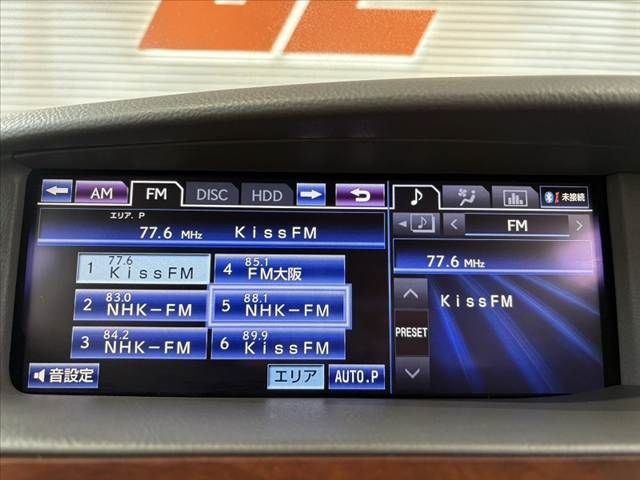 AM FM DISC HDD
未接続
エリア. P
77.6 MHz KissFM
FM
77.6 MHz
1 77.6 KissFM
4 85.1 FM大阪
2 83.0 NHK-FM
5 88.1 NHK-FM
3 84.2 NHK-FM
6 89.9 KissFM
KissFM
PRESET
音設定
エリア
AUTO.P